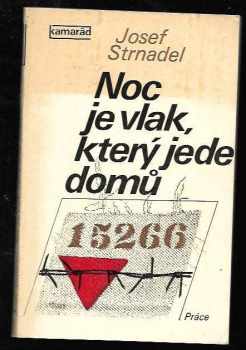 kamarád
Josef
Strnadel
Noc
je vlak,
který jede
domů
15266
Práce